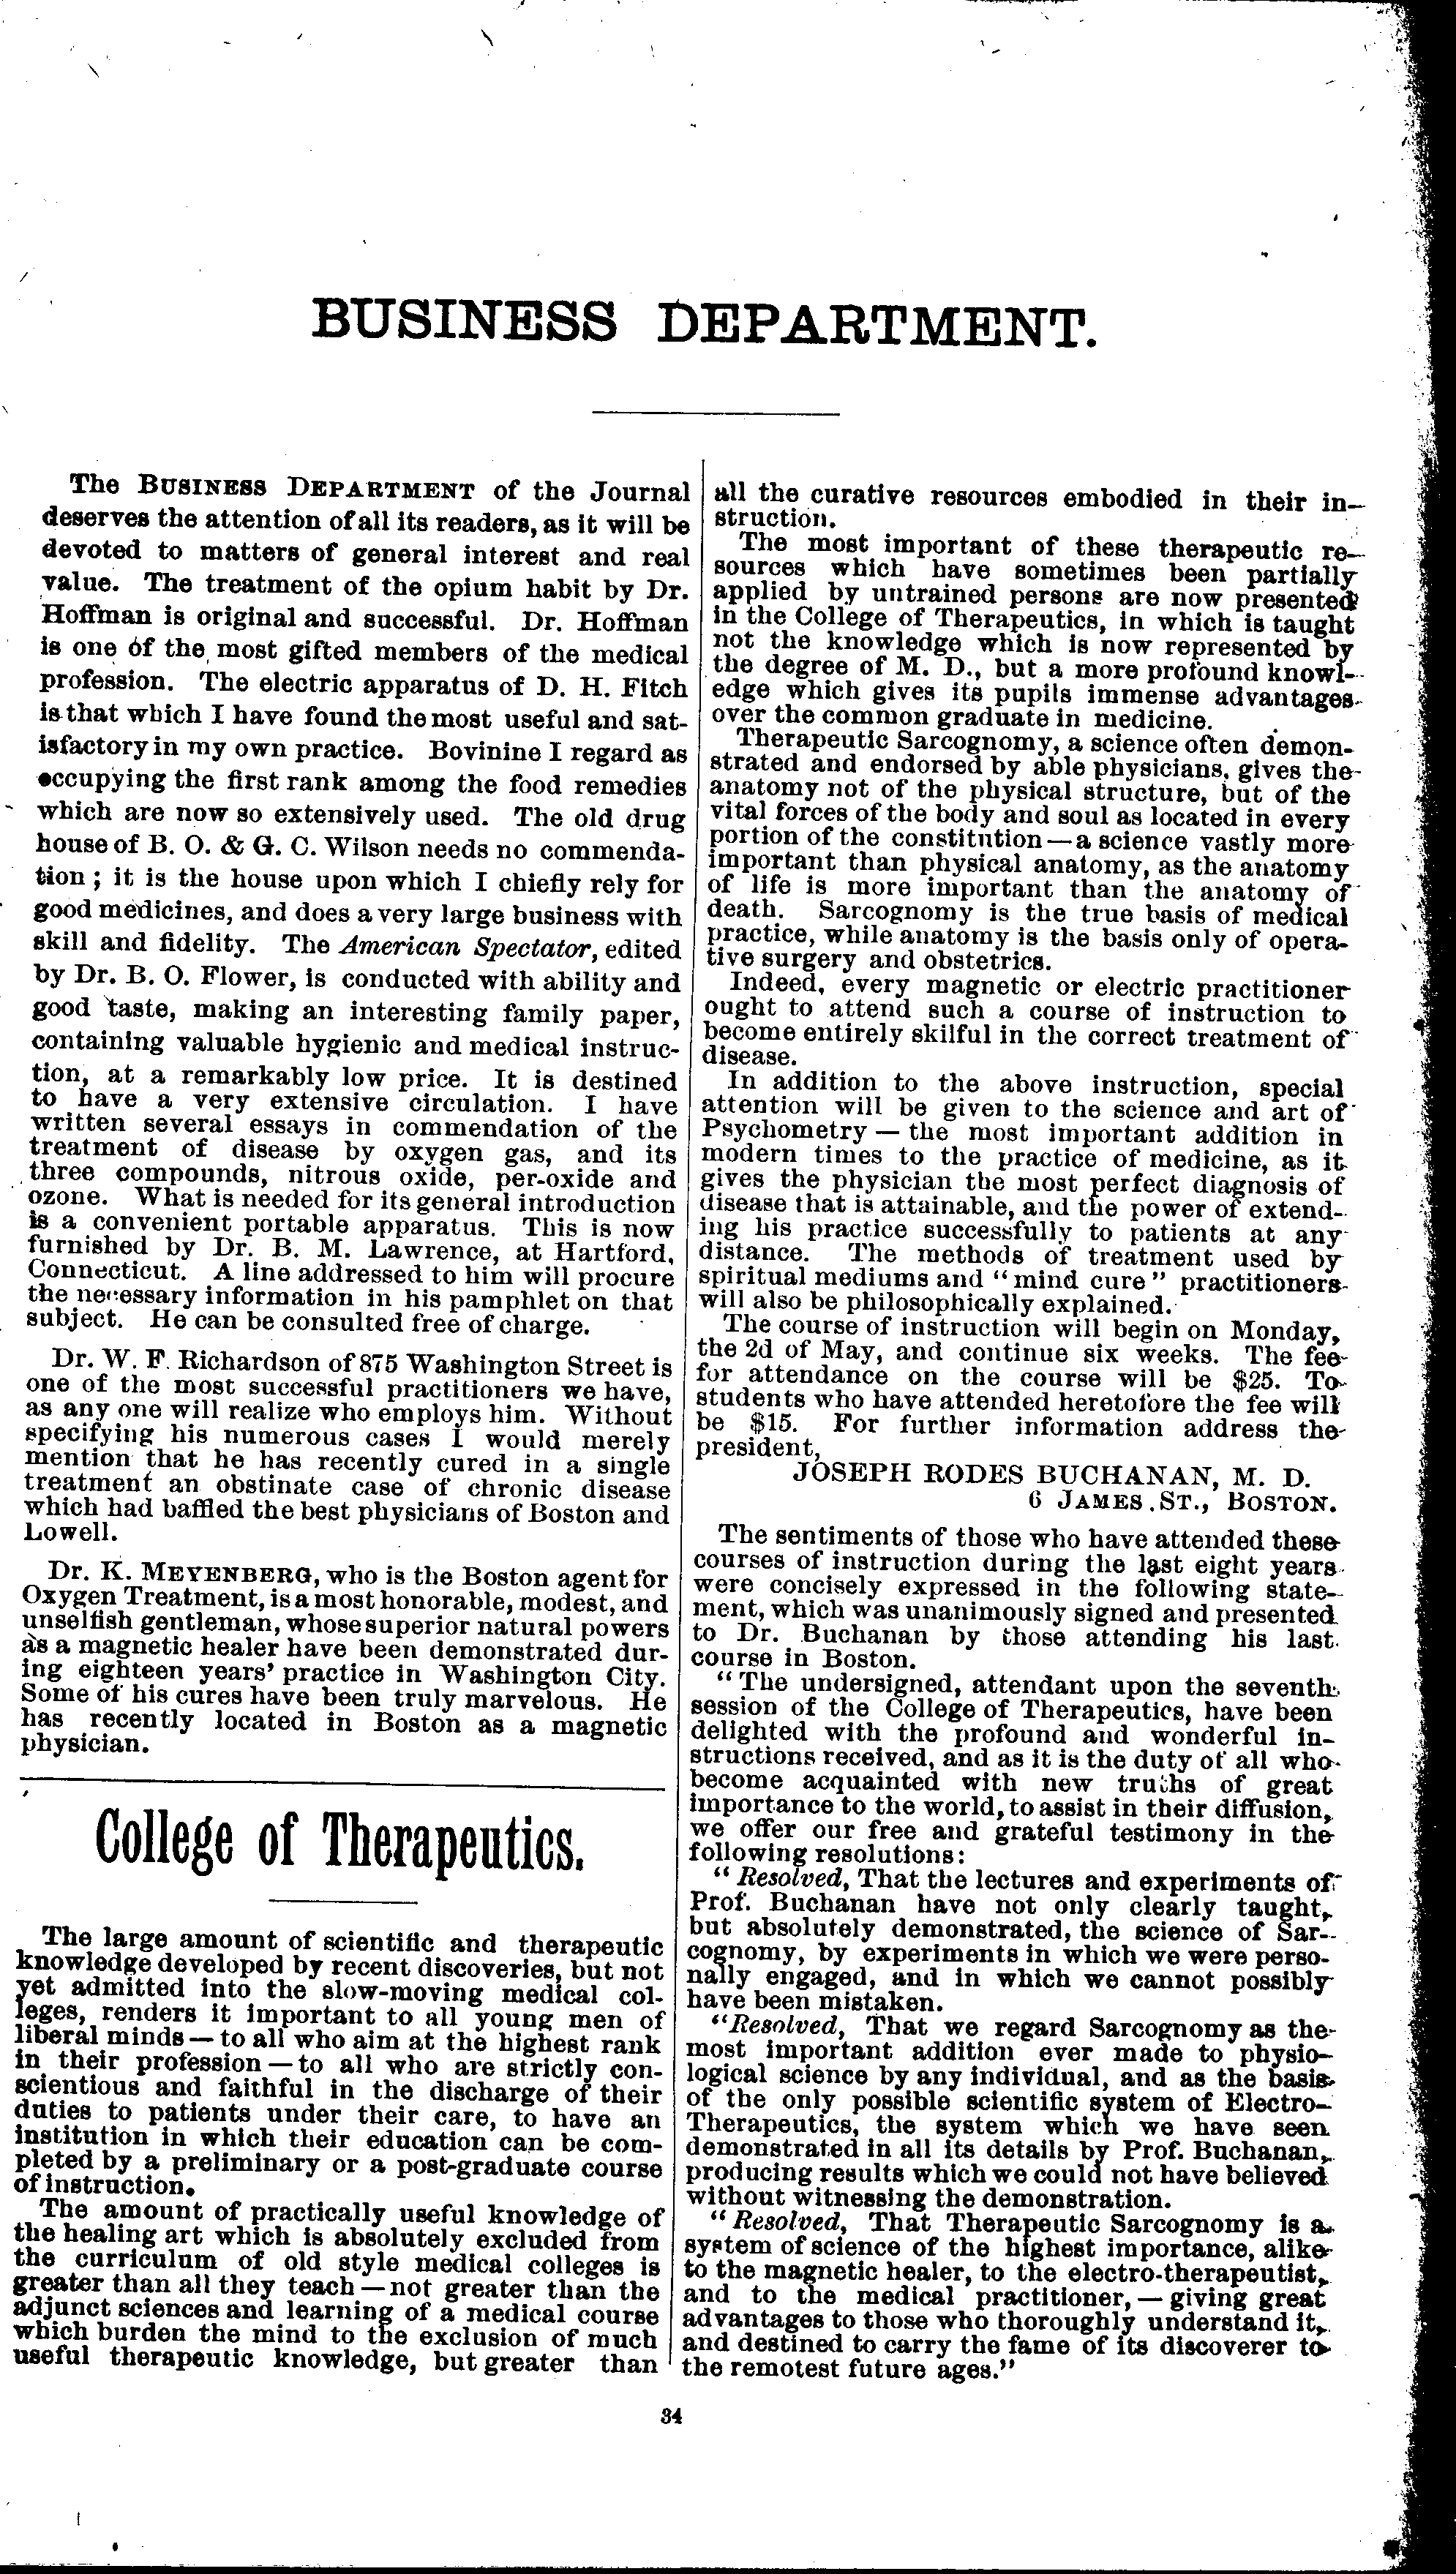 BUSINESS DEPARTMENT.
The BUSINESS DEPARTMENT of the Journal
deserves the attention of all its readers, as it will be
devoted to matters of general interest and real
value. The treatment of the opium habit by Dr.
Hoffman is original and successful. Dr. Hoffman
is one of the most gifted members of the medical
profession. The electric apparatus of D. H. Fitch
is that which I have found the most useful and sat-
isfactory in my own practice. Bovinine I regard as
occupying the first rank among the food remedies
which are now so extensively used. The old drug
house of B. O. & G. C. Wilson needs no commenda-
tion; it is the house upon which I chiefly rely for
good medicines, and does a very large business with
skill and fidelity. The American Spectator, edited
by Dr. B. O. Flower, is conducted with ability and
good taste, making an interesting family paper,
containing valuable hygienic and medical instruc-
tion, at a remarkably low price. It is destined
to have a very extensive circulation. I have
written several essays in commendation of the
treatment of disease by oxygen gas, and its
three compounds, nitrous oxide, per-oxide and
ozone. What is needed for its general introduction
is a convenient portable apparatus. This is now
furnished by Dr. B. M. Lawrence, at Hartford,
Connecticut. A line addressed to him will procure
the necessary information in his pamphlet on that
subject. He can be consulted free of charge.
Dr. W. F. Richardson of 875 Washington Street is
one of the most successful practitioners we have,
as any one will realize who employs him. Without
specifying his numerous cases I would merely
mention that he has recently cured in a single
treatment an obstinate case of chronic disease
which had baffled the best physicians of Boston and
Lowell.
Dr. K. MEYENBERG, who is the Boston agent for
Oxygen Treatment, is a most honorable, modest, and
unselfish gentleman, whose superior natural powers
as a magnetic healer have been demonstrated dur-
ing eighteen years' practice in Washington City.
Some of his cures have been truly marvelous. He
has recently located in Boston as a magnetic
physician.
College of Therapeutics.
The large amount of scientific and therapeutic
knowledge developed by recent discoveries, but not
yet admitted into the slow-moving medical col-
leges, renders it important to all young men of
liberal minds — to all who aim at the highest rank
in their profession — to all who are strictly con-
scientious and faithful in the discharge of their
duties to patients under their care, to have an
institution in which their education can be com-
pleted by a preliminary or a post-graduate course
of instruction.
The amount of practically useful knowledge of
the healing art which is absolutely excluded from
the curriculum of old style medical colleges is
greater than all they teach — not greater than the
adjunct sciences and learning of a medical course
which burden the mind to the exclusion of much
useful therapeutic knowledge, but greater than
all the curative resources embodied in their in-
struction.
The most important of these therapeutic re-
sources which have sometimes been partially
applied by untrained persons are now presented
in the College of Therapeutics, in which is taught
not the knowledge which is now represented by
the degree of M. D., but a more profound knowl-
edge which gives its pupils immense advantages
over the common graduate in medicine.
Therapeutic Sarcognomy, a science often demon-
strated and endorsed by able physicians, gives the
anatomy not of the physical structure, but of the
vital forces of the body and soul as located in every
portion of the constitution — a science vastly more
important than physical anatomy, as the anatomy
of life is more important than the anatomy of
death. Sarcognomy is the true basis of medical
practice, while anatomy is the basis only of opera-
tive surgery and obstetrics.
Indeed, every magnetic or electric practitioner
ought to attend such a course of instruction to
become entirely skilful in the correct treatment of
disease.
In addition to the above instruction, special
attention will be given to the science and art of
Psychometry — the most important addition in
modern times to the practice of medicine, as it
gives the physician the most perfect diagnosis of
disease that is attainable, and the power of extend-
ing his practice successfully to patients at any
distance. The methods of treatment used by
spiritual mediums and "mind cure" practitioners
will also be philosophically explained.
The course of instruction will begin on Monday,
the 2d of May, and continue six weeks. The fee
for attendance on the course will be $25. To
students who have attended heretofore the fee will
be $15. For further information address the
president,
JOSEPH RODES BUCHANAN, M. D.
6 JAMES ST., BOSTON.
The sentiments of those who have attended these
courses of instruction during the last eight years
were concisely expressed in the following state-
ment, which was unanimously signed and presented
to Dr. Buchanan by those attending his last
course in Boston.
"The undersigned, attendant upon the seventh
session of the College of Therapeutics, have been
delighted with the profound and wonderful in-
structions received, and as it is the duty of all who
become acquainted with new truths of great
importance to the world, to assist in their diffusion,
we offer our free and grateful testimony in the
following resolutions:
"Resolved, That the lectures and experiments of
Prof. Buchanan have not only clearly taught,
but absolutely demonstrated, the science of Sar-
cognomy, by experiments in which we were perso-
nally engaged, and in which we cannot possibly
have been mistaken.
"Resolved, That we regard Sarcognomy as the
most important addition ever made to physio-
logical science by any individual, and as the basis
of the only possible scientific system of Electro-
Therapeutics, the system which we have seen
demonstrated in all its details by Prof. Buchanan,
producing results which we could not have believed
without witnessing the demonstration.
"Resolved, That Therapeutic Sarcognomy is a
system of science of the highest importance, alike
to the magnetic healer, to the electro-therapeutist,
and to the medical practitioner, — giving great
advantages to those who thoroughly understand it,
and destined to carry the fame of its discoverer to
the remotest future ages."
34